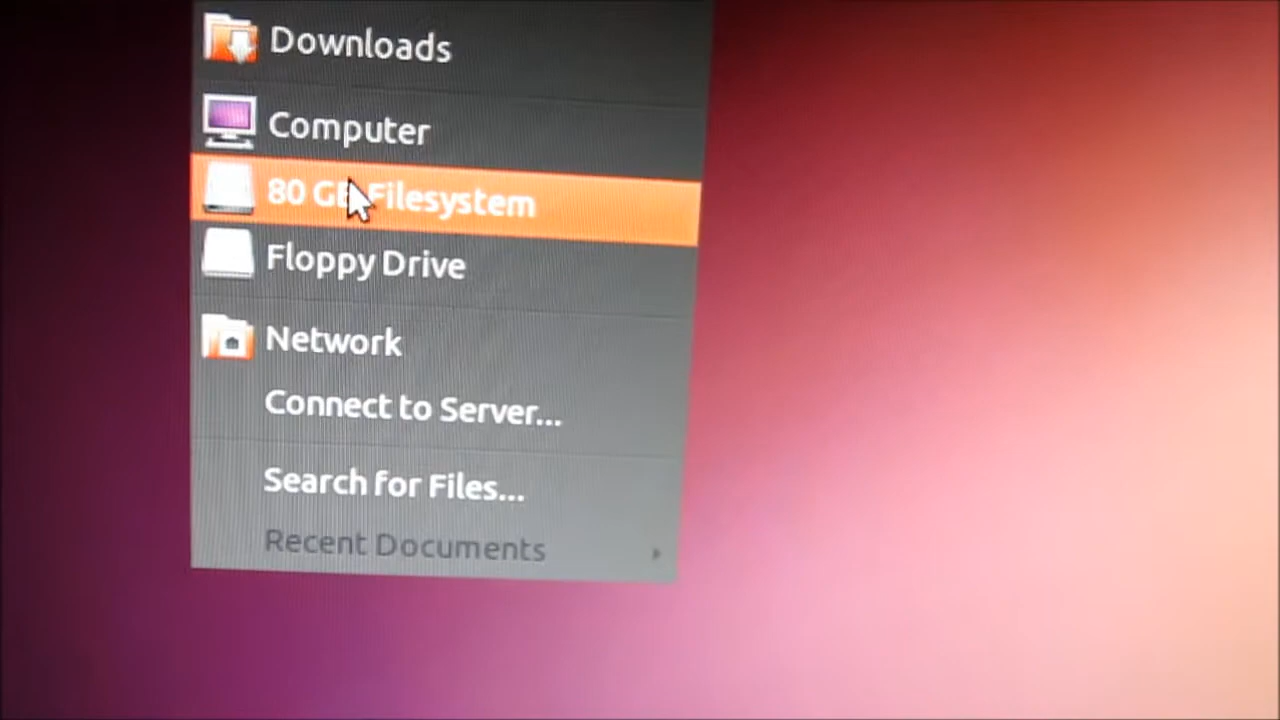 Downloads
Computer
80 GB Filesystem
Floppy Drive
Network
Connect to Server...
Search for Files...
Recent Documents